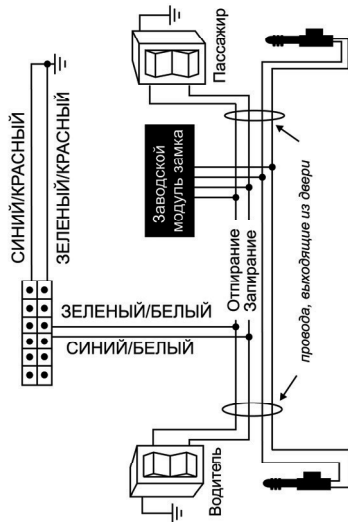 СИНИЙ/КРАСНЫЙ
ЗЕЛЕНЫЙ/КРАСНЫЙ
ЗЕЛЕНЫЙ/БЕЛЫЙ
СИНИЙ/БЕЛЫЙ
Водитель
Пассажир
Заводской
модуль замка
Отпирание
Запирание
провода, выходящие из двери